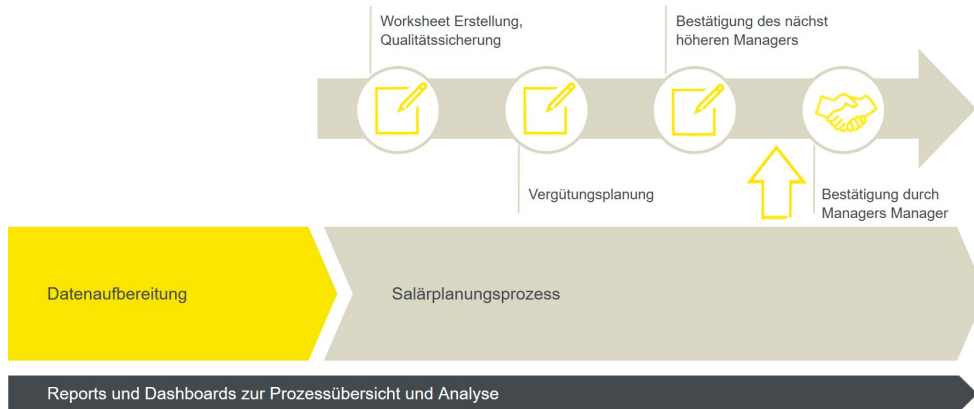 Worksheet Erstellung,
Qualitätssicherung
Bestätigung des nächst
höheren Managers
Vergütungsplanung
Bestätigung durch
Managers Manager
Datenaufbereitung
Salärplanungsprozess
Reports und Dashboards zur Prozessübersicht und Analyse